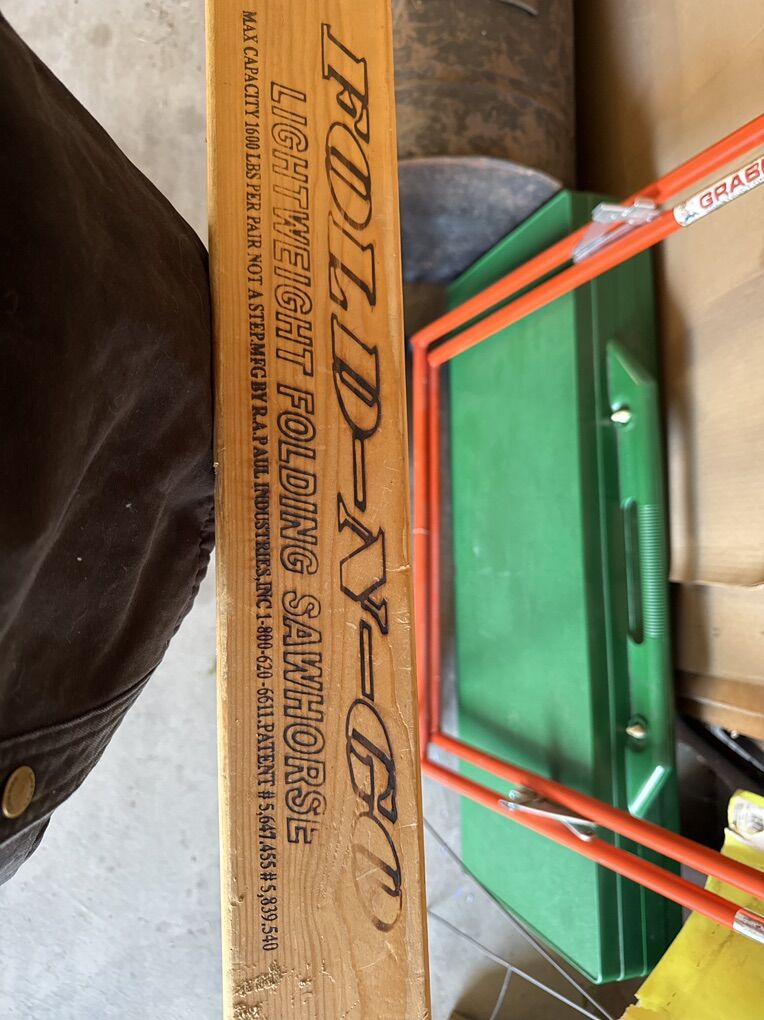 FOLD-N-GO
LIGHTWEIGHT FOLDING SAWHORSE
MAX CAPACITY 1600 LBS PER PAIR NOT A STEP.MFG BY R.A.PAUL INDUSTRIES,INC 1-800-620-6611.PATENT # 5,647,455 # 5,839,540